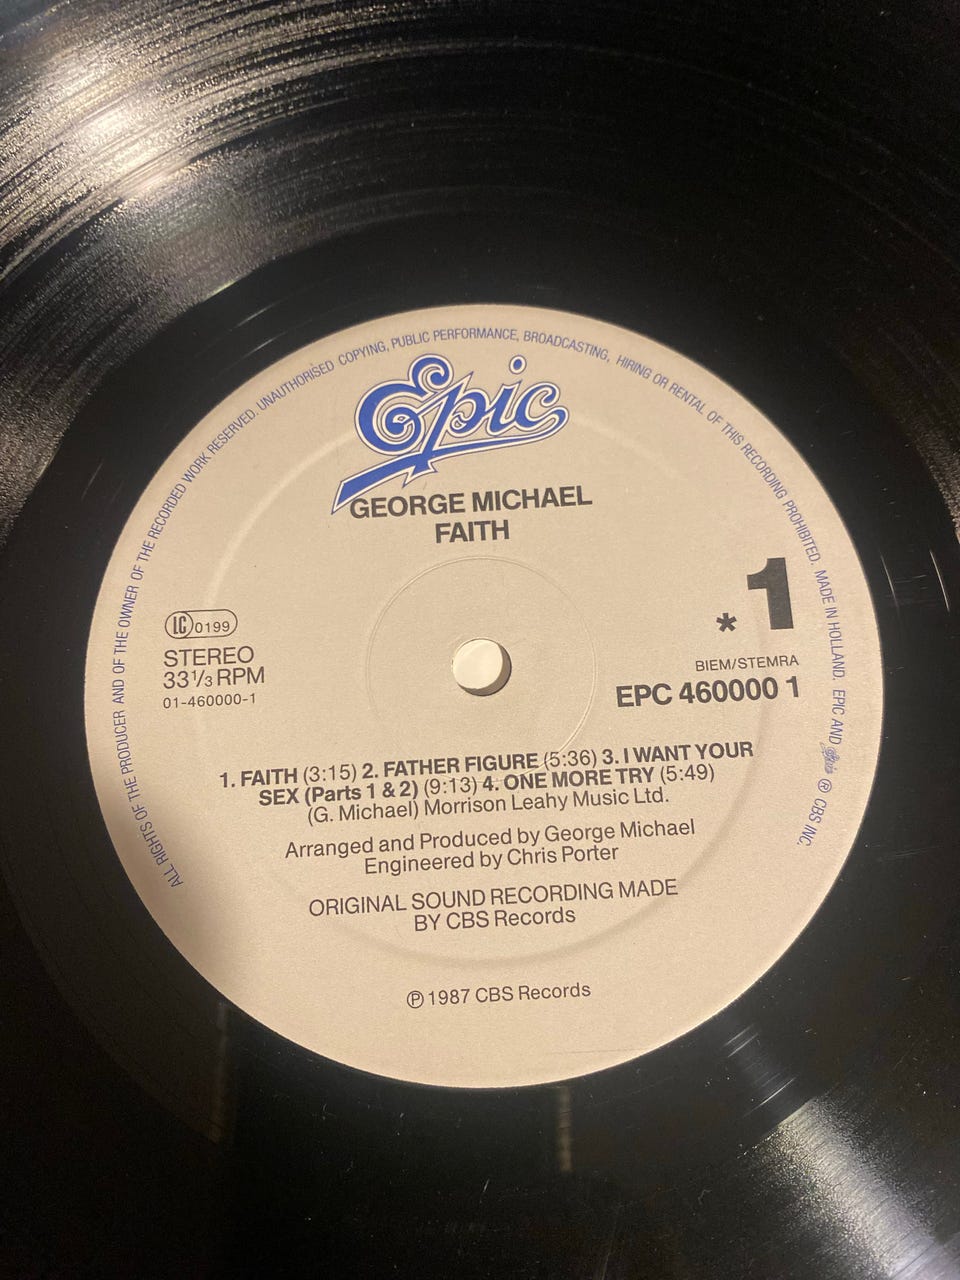 ALL RIGHTS OF THE PRODUCER AND OF THE OWNER OF THE RECORDED WORK RESERVED. UNAUTHORISED COPYING, PUBLIC PERFORMANCE, BROADCASTING, HIRING OR RENTAL OF THIS RECORDING PROHIBITED. MADE IN HOLLAND. EPIC AND Epic ℗ CBS INC.
Epic
GEORGE MICHAEL
FAITH
* 1
LC 0199
STEREO
33 1/3 RPM
01-460000-1
BIEM/STEMRA
EPC 460000 1
1. FAITH (3:15) 2. FATHER FIGURE (5:36) 3. I WANT YOUR
SEX (Parts 1 & 2) (9:13) 4. ONE MORE TRY (5:49)
(G. Michael) Morrison Leahy Music Ltd.
Arranged and Produced by George Michael
Engineered by Chris Porter
ORIGINAL SOUND RECORDING MADE
BY CBS Records
℗ 1987 CBS Records